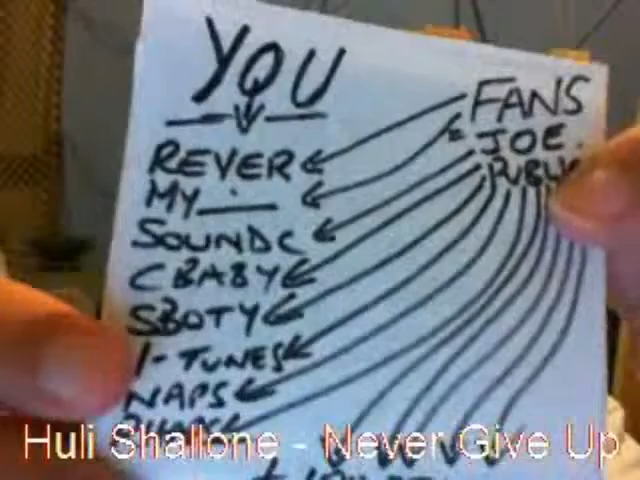 YOU
FANS
= JOE.
PUBLIC
REVER
MY
SOUNDC
CBABY
SBOTY
I-TUNES
NAPS
Huli Shallone - Never Give Up